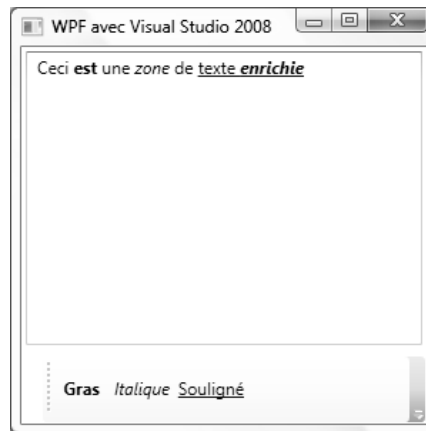 WPF avec Visual Studio 2008
Ceci est une zone de texte enrichie
Gras Italique Souligné